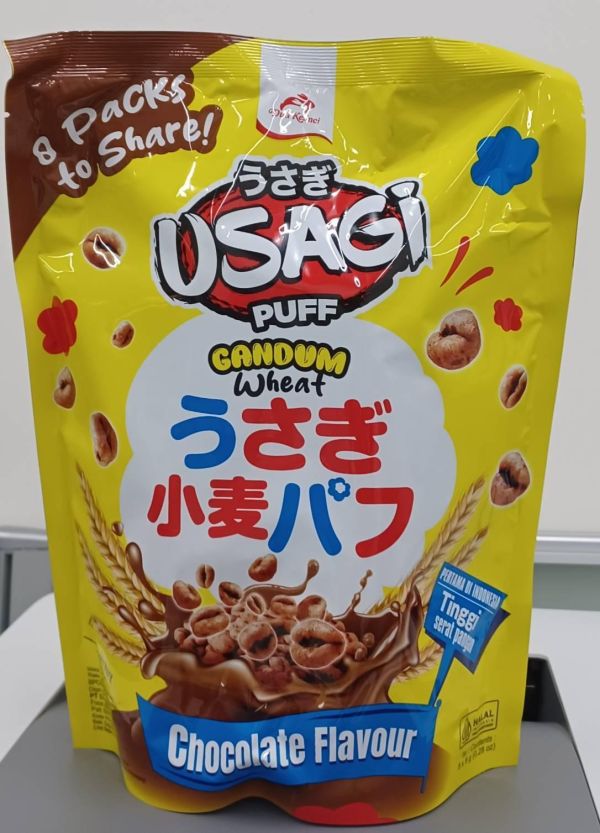 8 Packs
to Share!
うさぎ
USAGi
PUFF
GANDUM
Wheat
うさぎ
小麦パフ
PERTAMA DI INDONESIA
Tinggi
serat pangan
Chocolate Flavour
HALAL